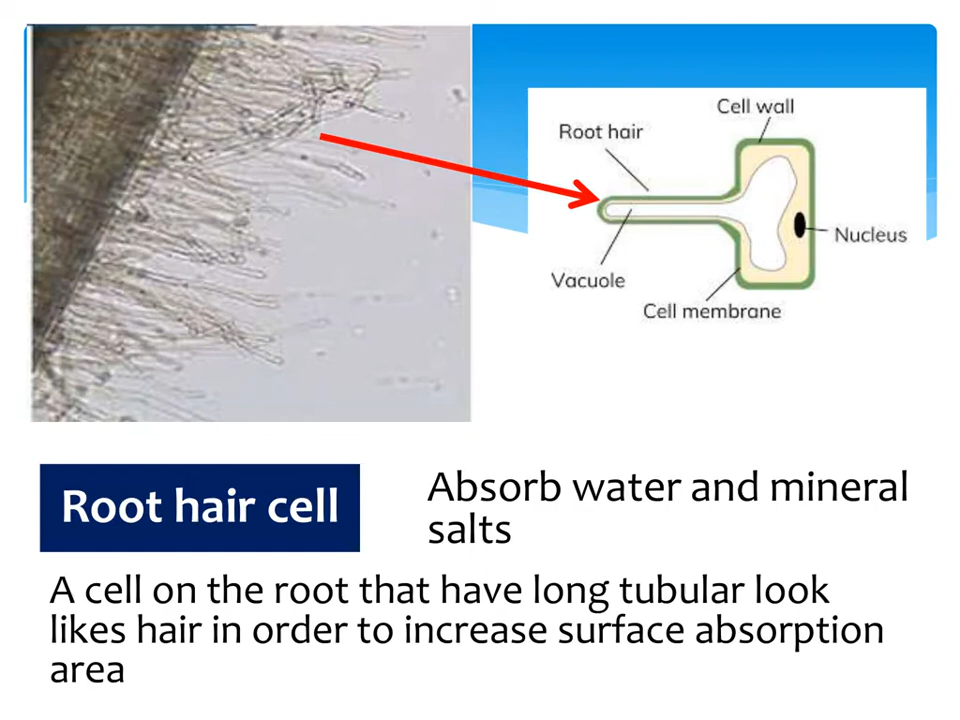 Cell wall
Root hair
Nucleus
Vacuole
Cell membrane
Root hair cell
Absorb water and mineral
salts
A cell on the root that have long tubular look
likes hair in order to increase surface absorption
area